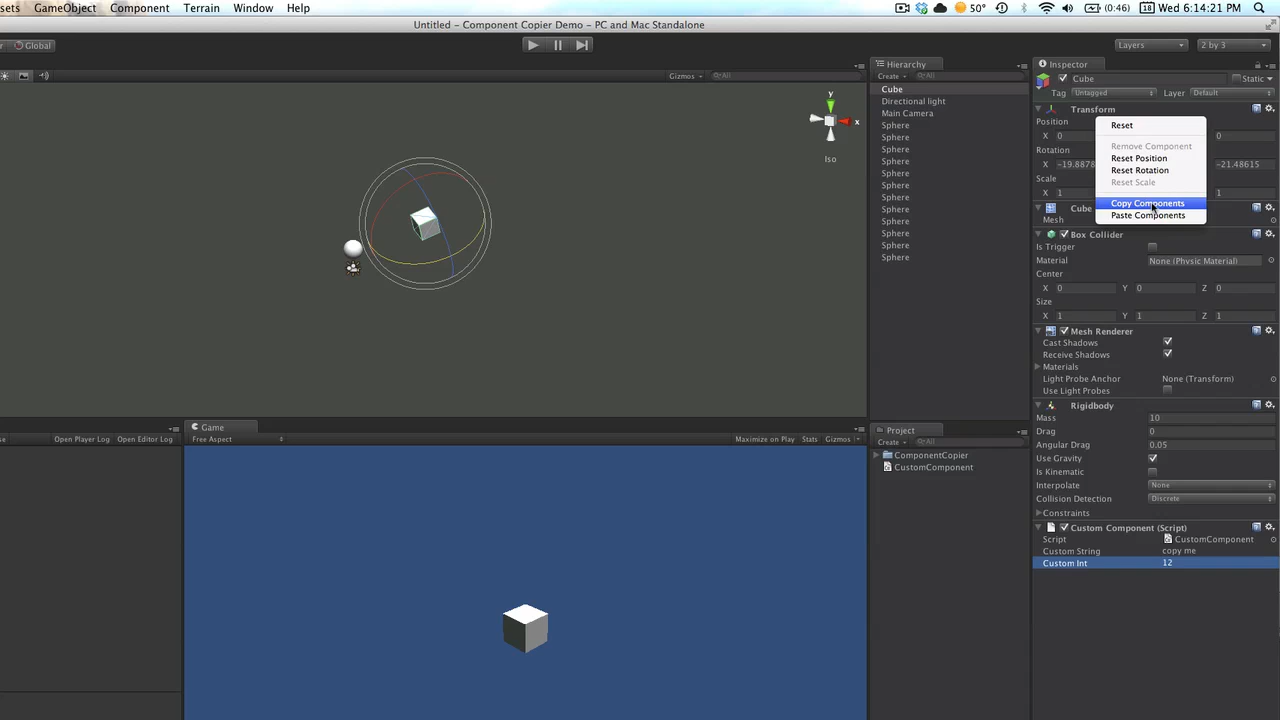 sets GameObject Component Terrain Window Help 50° (0:46) 18 Wed 6:14:21 PM
Untitled – Component Copier Demo – PC and Mac Standalone
Global Layers 2 by 3
Hierarchy
Create All
Cube
Directional light
Main Camera
Sphere
Sphere
Sphere
Sphere
Sphere
Sphere
Sphere
Sphere
Sphere
Sphere
Sphere
Sphere
Gizmos All
y
x
Iso
Inspector
Cube Static
Tag Untagged Layer Default
Transform
Position
X 0 0
Rotation
X −19.8878 −21.48615
Scale
X 1 1
Reset
Remove Component
Reset Position
Reset Rotation
Reset Scale
Copy Components
Paste Components
Cube
Mesh
Box Collider
Is Trigger
Material None (Physic Material)
Center
X 0 Y 0 Z 0
Size
X 1 Y 1 Z 1
Mesh Renderer
Cast Shadows
Receive Shadows
Materials
Light Probe Anchor None (Transform)
Use Light Probes
Rigidbody
Mass 10
Drag 0
Angular Drag 0.05
Use Gravity
Is Kinematic
Interpolate None
Collision Detection Discrete
Constraints
Custom Component (Script)
Script CustomComponent
Custom String copy me
Custom Int 12
Open Player Log Open Editor Log
Game
Free Aspect Maximize on Play Stats Gizmos
Project
Create All
ComponentCopier
CustomComponent